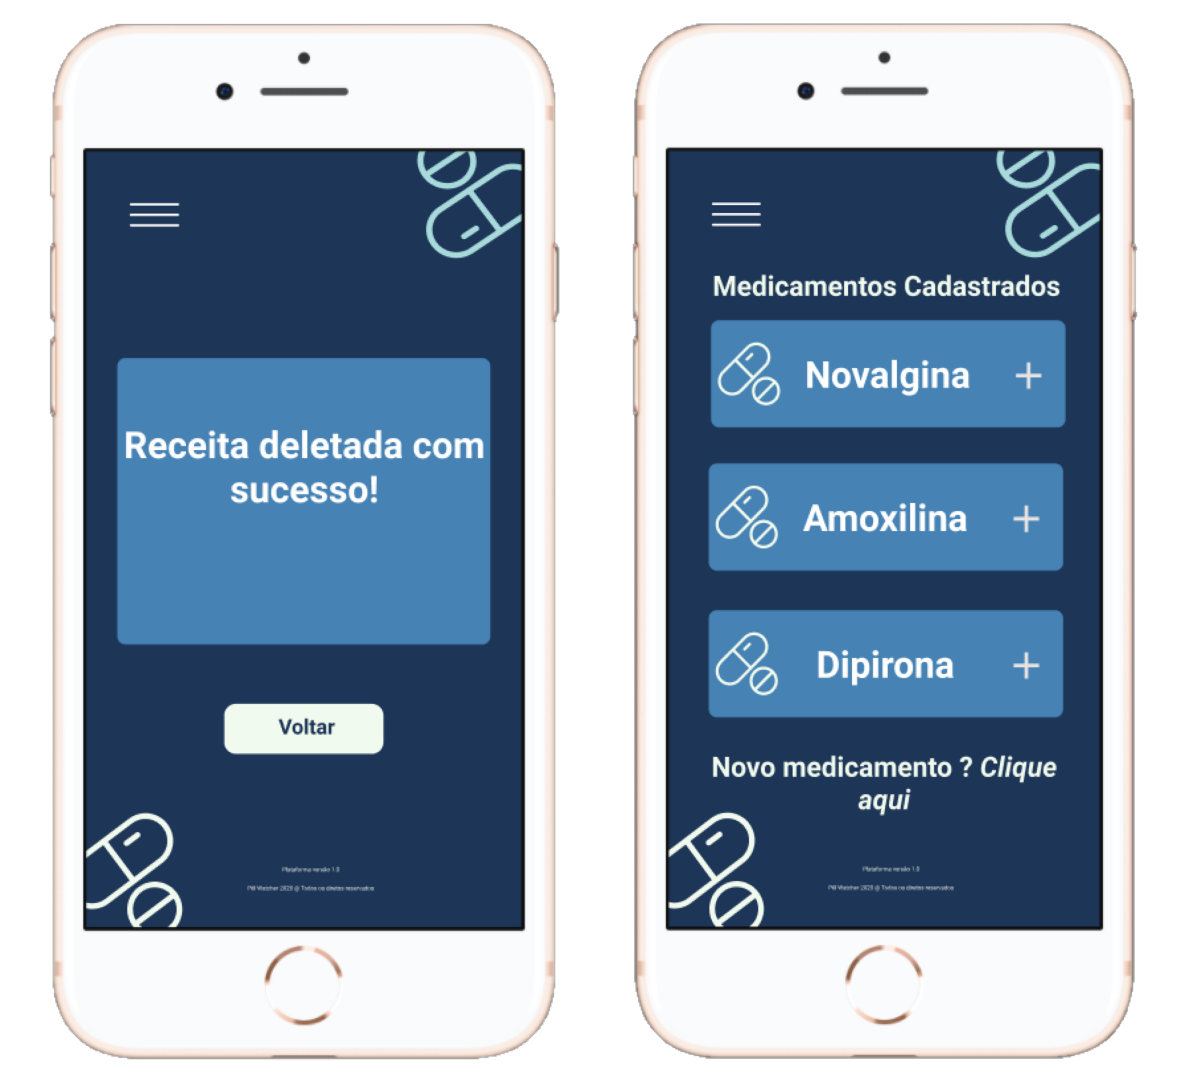 Receita deletada com
sucesso!
Voltar
Plataforma versão 1.0
Pill Watcher 2020 @ Todos os direitos reservados
Medicamentos Cadastrados
Novalgina
Amoxilina
Dipirona
Novo medicamento ? Clique
aqui
Plataforma versão 1.0
Pill Watcher 2020 @ Todos os direitos reservados